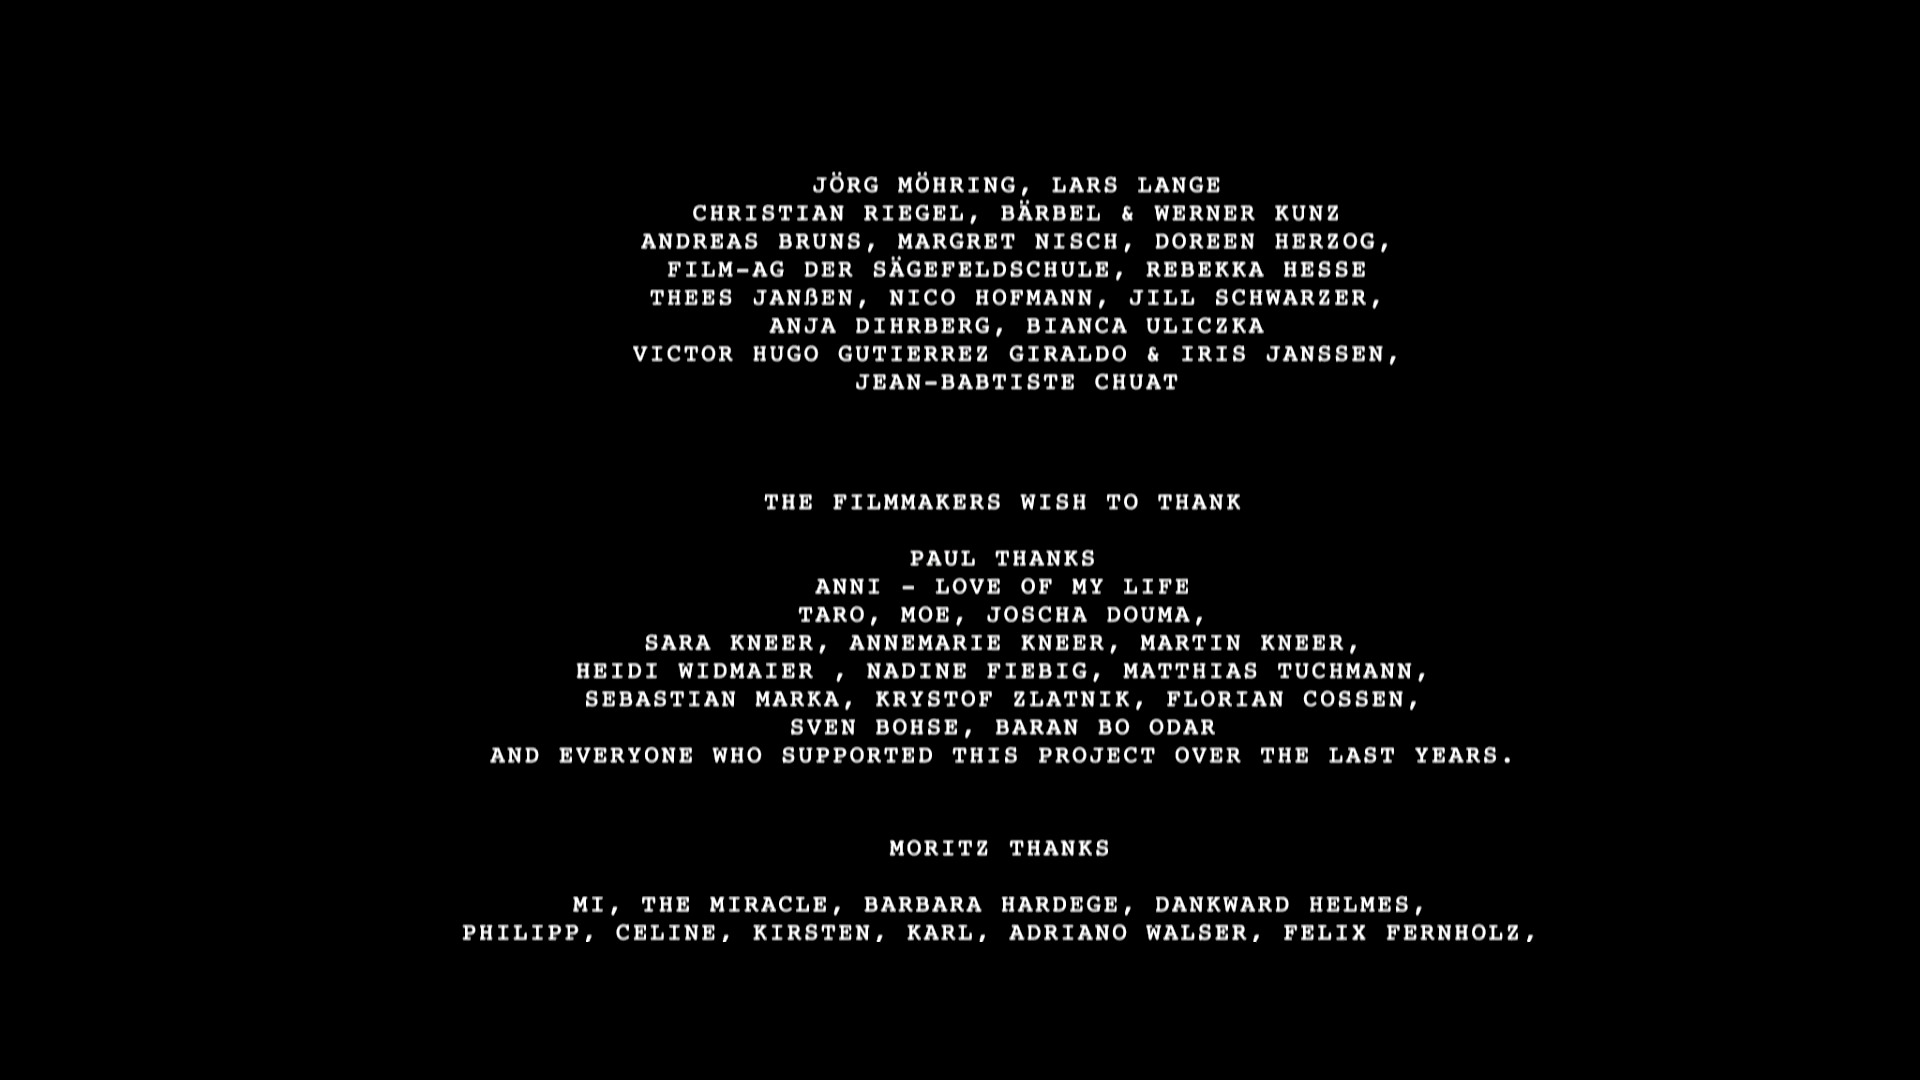 JÖRG MÖHRING, LARS LANGE
CHRISTIAN RIEGEL, BÄRBEL & WERNER KUNZ
ANDREAS BRUNS, MARGRET NISCH, DOREEN HERZOG,
FILM-AG DER SÄGEFELDSCHULE, REBEKKA HESSE
THEES JANßEN, NICO HOFMANN, JILL SCHWARZER,
ANJA DIHRBERG, BIANCA ULICZKA
VICTOR HUGO GUTIERREZ GIRALDO & IRIS JANSSEN,
JEAN-BABTISTE CHUAT
THE FILMMAKERS WISH TO THANK
PAUL THANKS
ANNI - LOVE OF MY LIFE
TARO, MOE, JOSCHA DOUMA,
SARA KNEER, ANNEMARIE KNEER, MARTIN KNEER,
HEIDI WIDMAIER , NADINE FIEBIG, MATTHIAS TUCHMANN,
SEBASTIAN MARKA, KRYSTOF ZLATNIK, FLORIAN COSSEN,
SVEN BOHSE, BARAN BO ODAR
AND EVERYONE WHO SUPPORTED THIS PROJECT OVER THE LAST YEARS.
MORITZ THANKS
MI, THE MIRACLE, BARBARA HARDEGE, DANKWARD HELMES,
PHILIPP, CELINE, KIRSTEN, KARL, ADRIANO WALSER, FELIX FERNHOLZ,